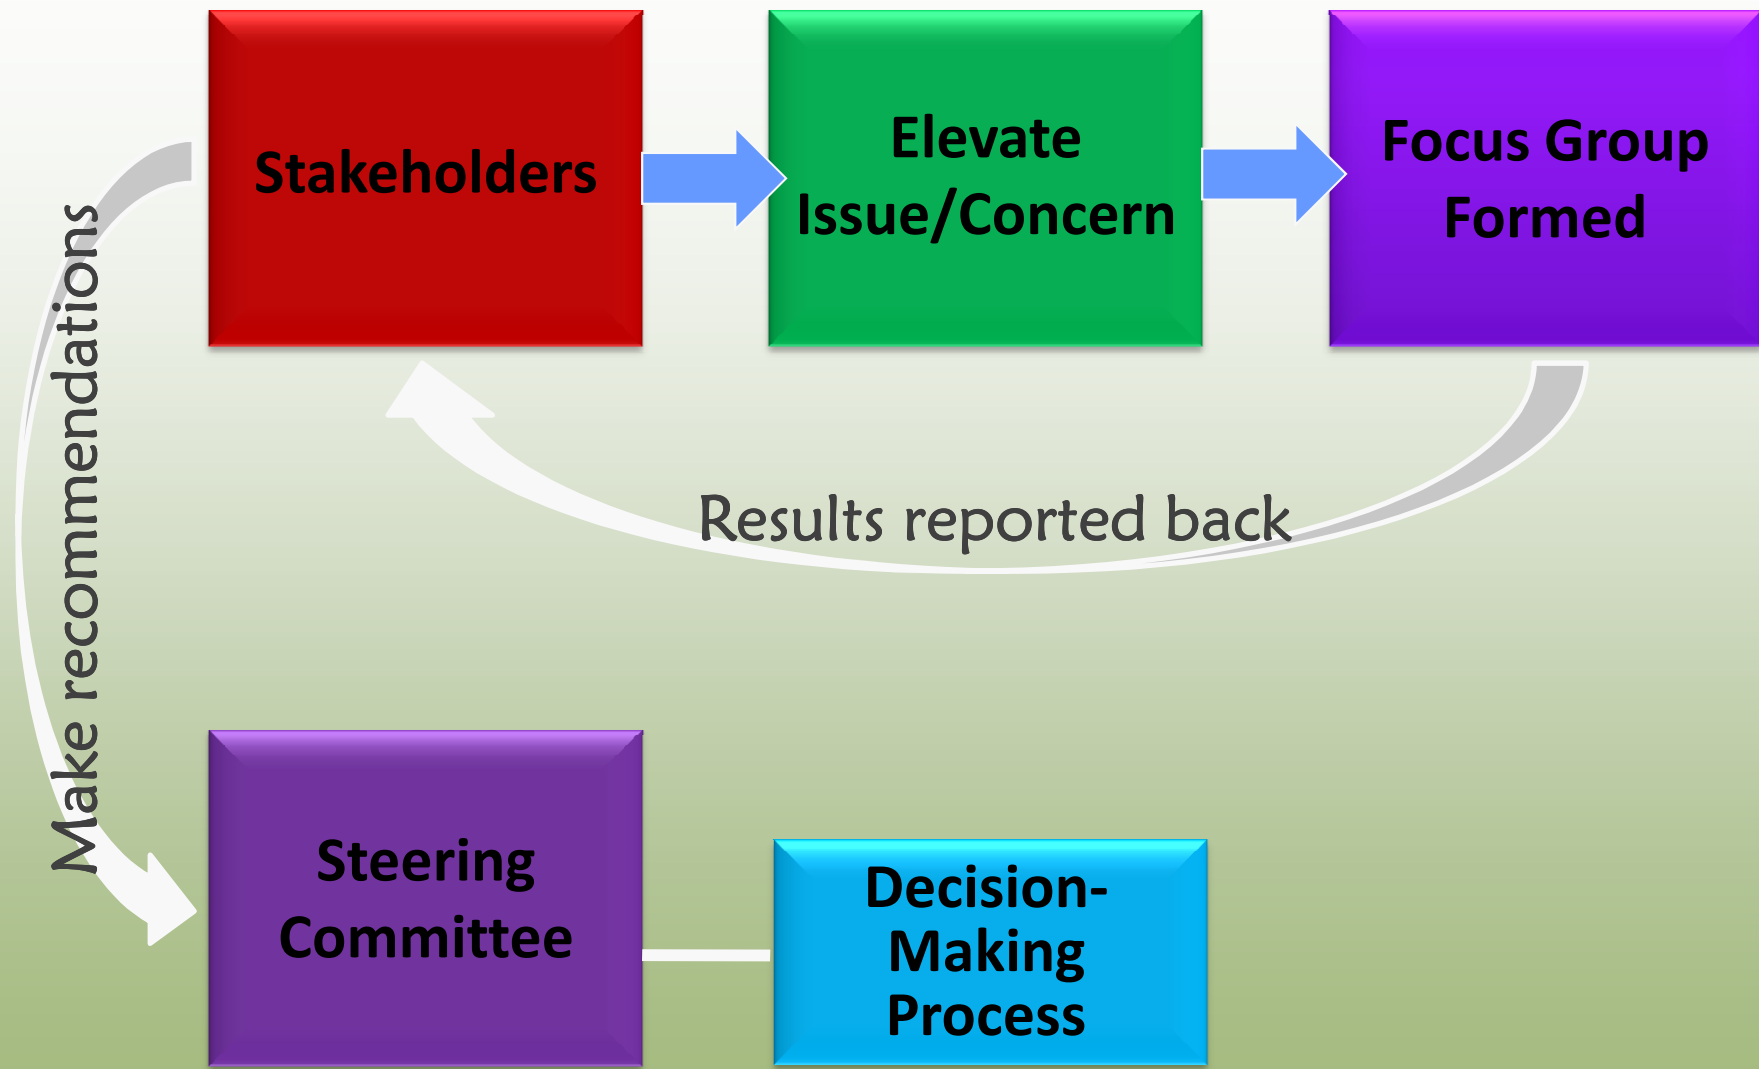 Stakeholders
Elevate
Issue/Concern
Focus Group
Formed
Make recommendations
Results reported back
Steering
Committee
Decision-
Making
Process